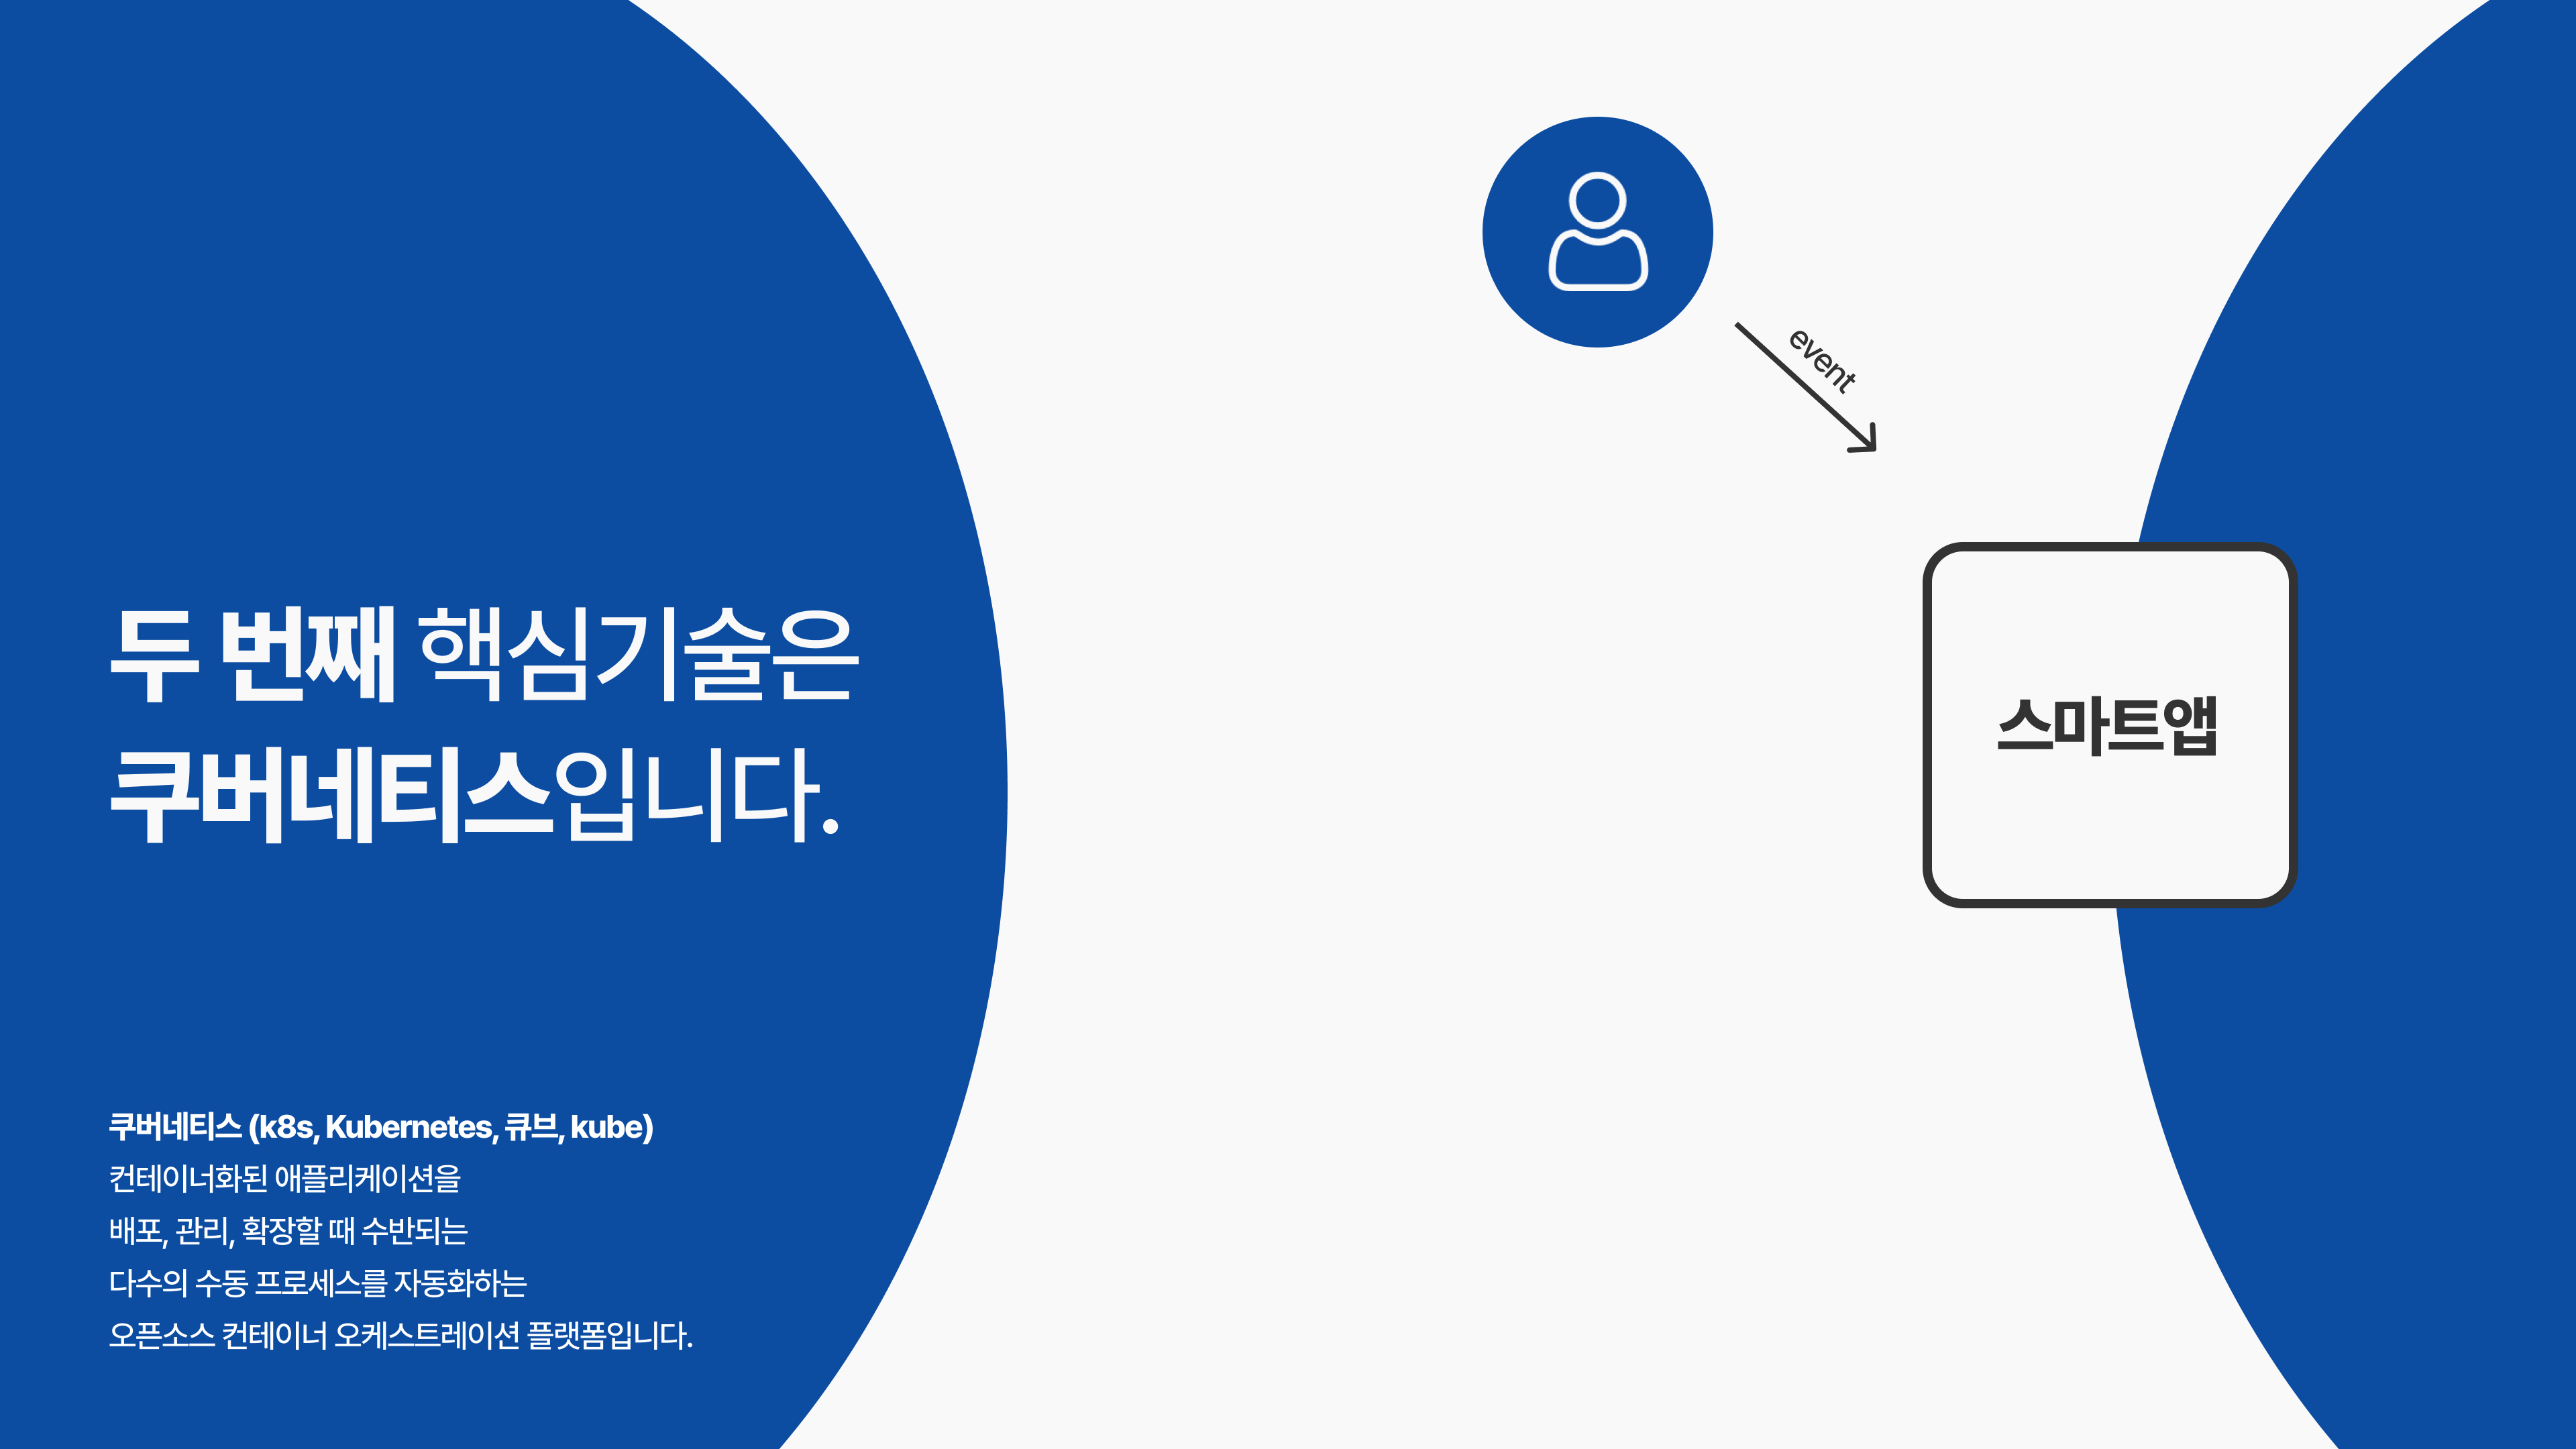 두 번째 핵심기술은
쿠버네티스입니다.
쿠버네티스 (k8s, Kubernetes, 큐브, kube)
컨테이너화된 애플리케이션을
배포, 관리, 확장할 때 수반되는
다수의 수동 프로세스를 자동화하는
오픈소스 컨테이너 오케스트레이션 플랫폼입니다.
event
스마트앱